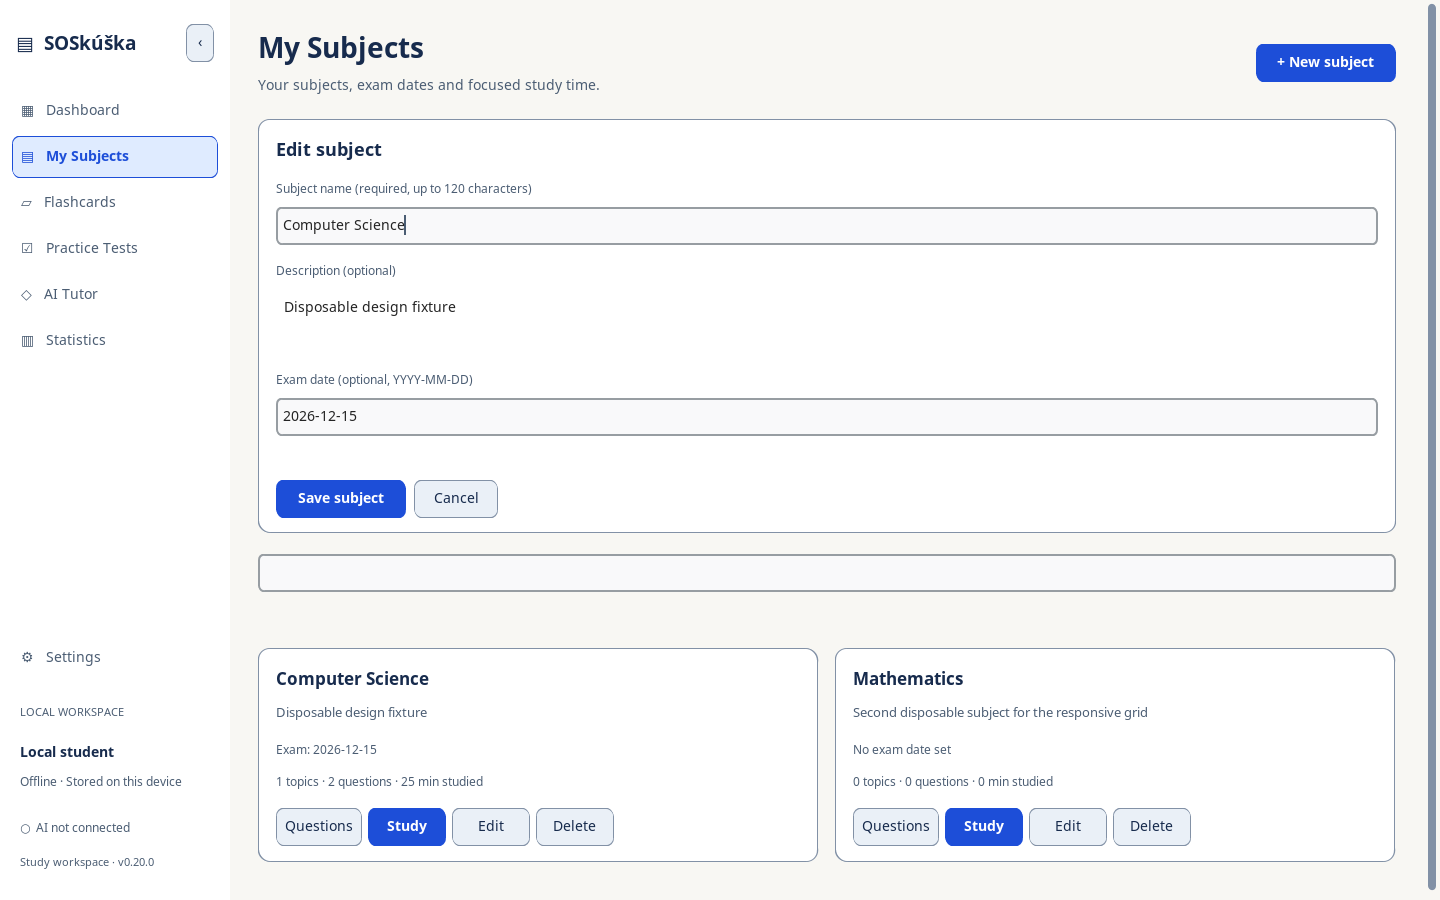 SOSkúška
‹
Dashboard
My Subjects
Flashcards
Practice Tests
AI Tutor
Statistics
Settings
LOCAL WORKSPACE
Local student
Offline · Stored on this device
AI not connected
Study workspace · v0.20.0
My Subjects
Your subjects, exam dates and focused study time.
+ New subject
Edit subject
Subject name (required, up to 120 characters)
Computer Science
Description (optional)
Disposable design fixture
Exam date (optional, YYYY-MM-DD)
2026-12-15
Save subject
Cancel
Computer Science
Disposable design fixture
Exam: 2026-12-15
1 topics · 2 questions · 25 min studied
Questions
Study
Edit
Delete
Mathematics
Second disposable subject for the responsive grid
No exam date set
0 topics · 0 questions · 0 min studied
Questions
Study
Edit
Delete